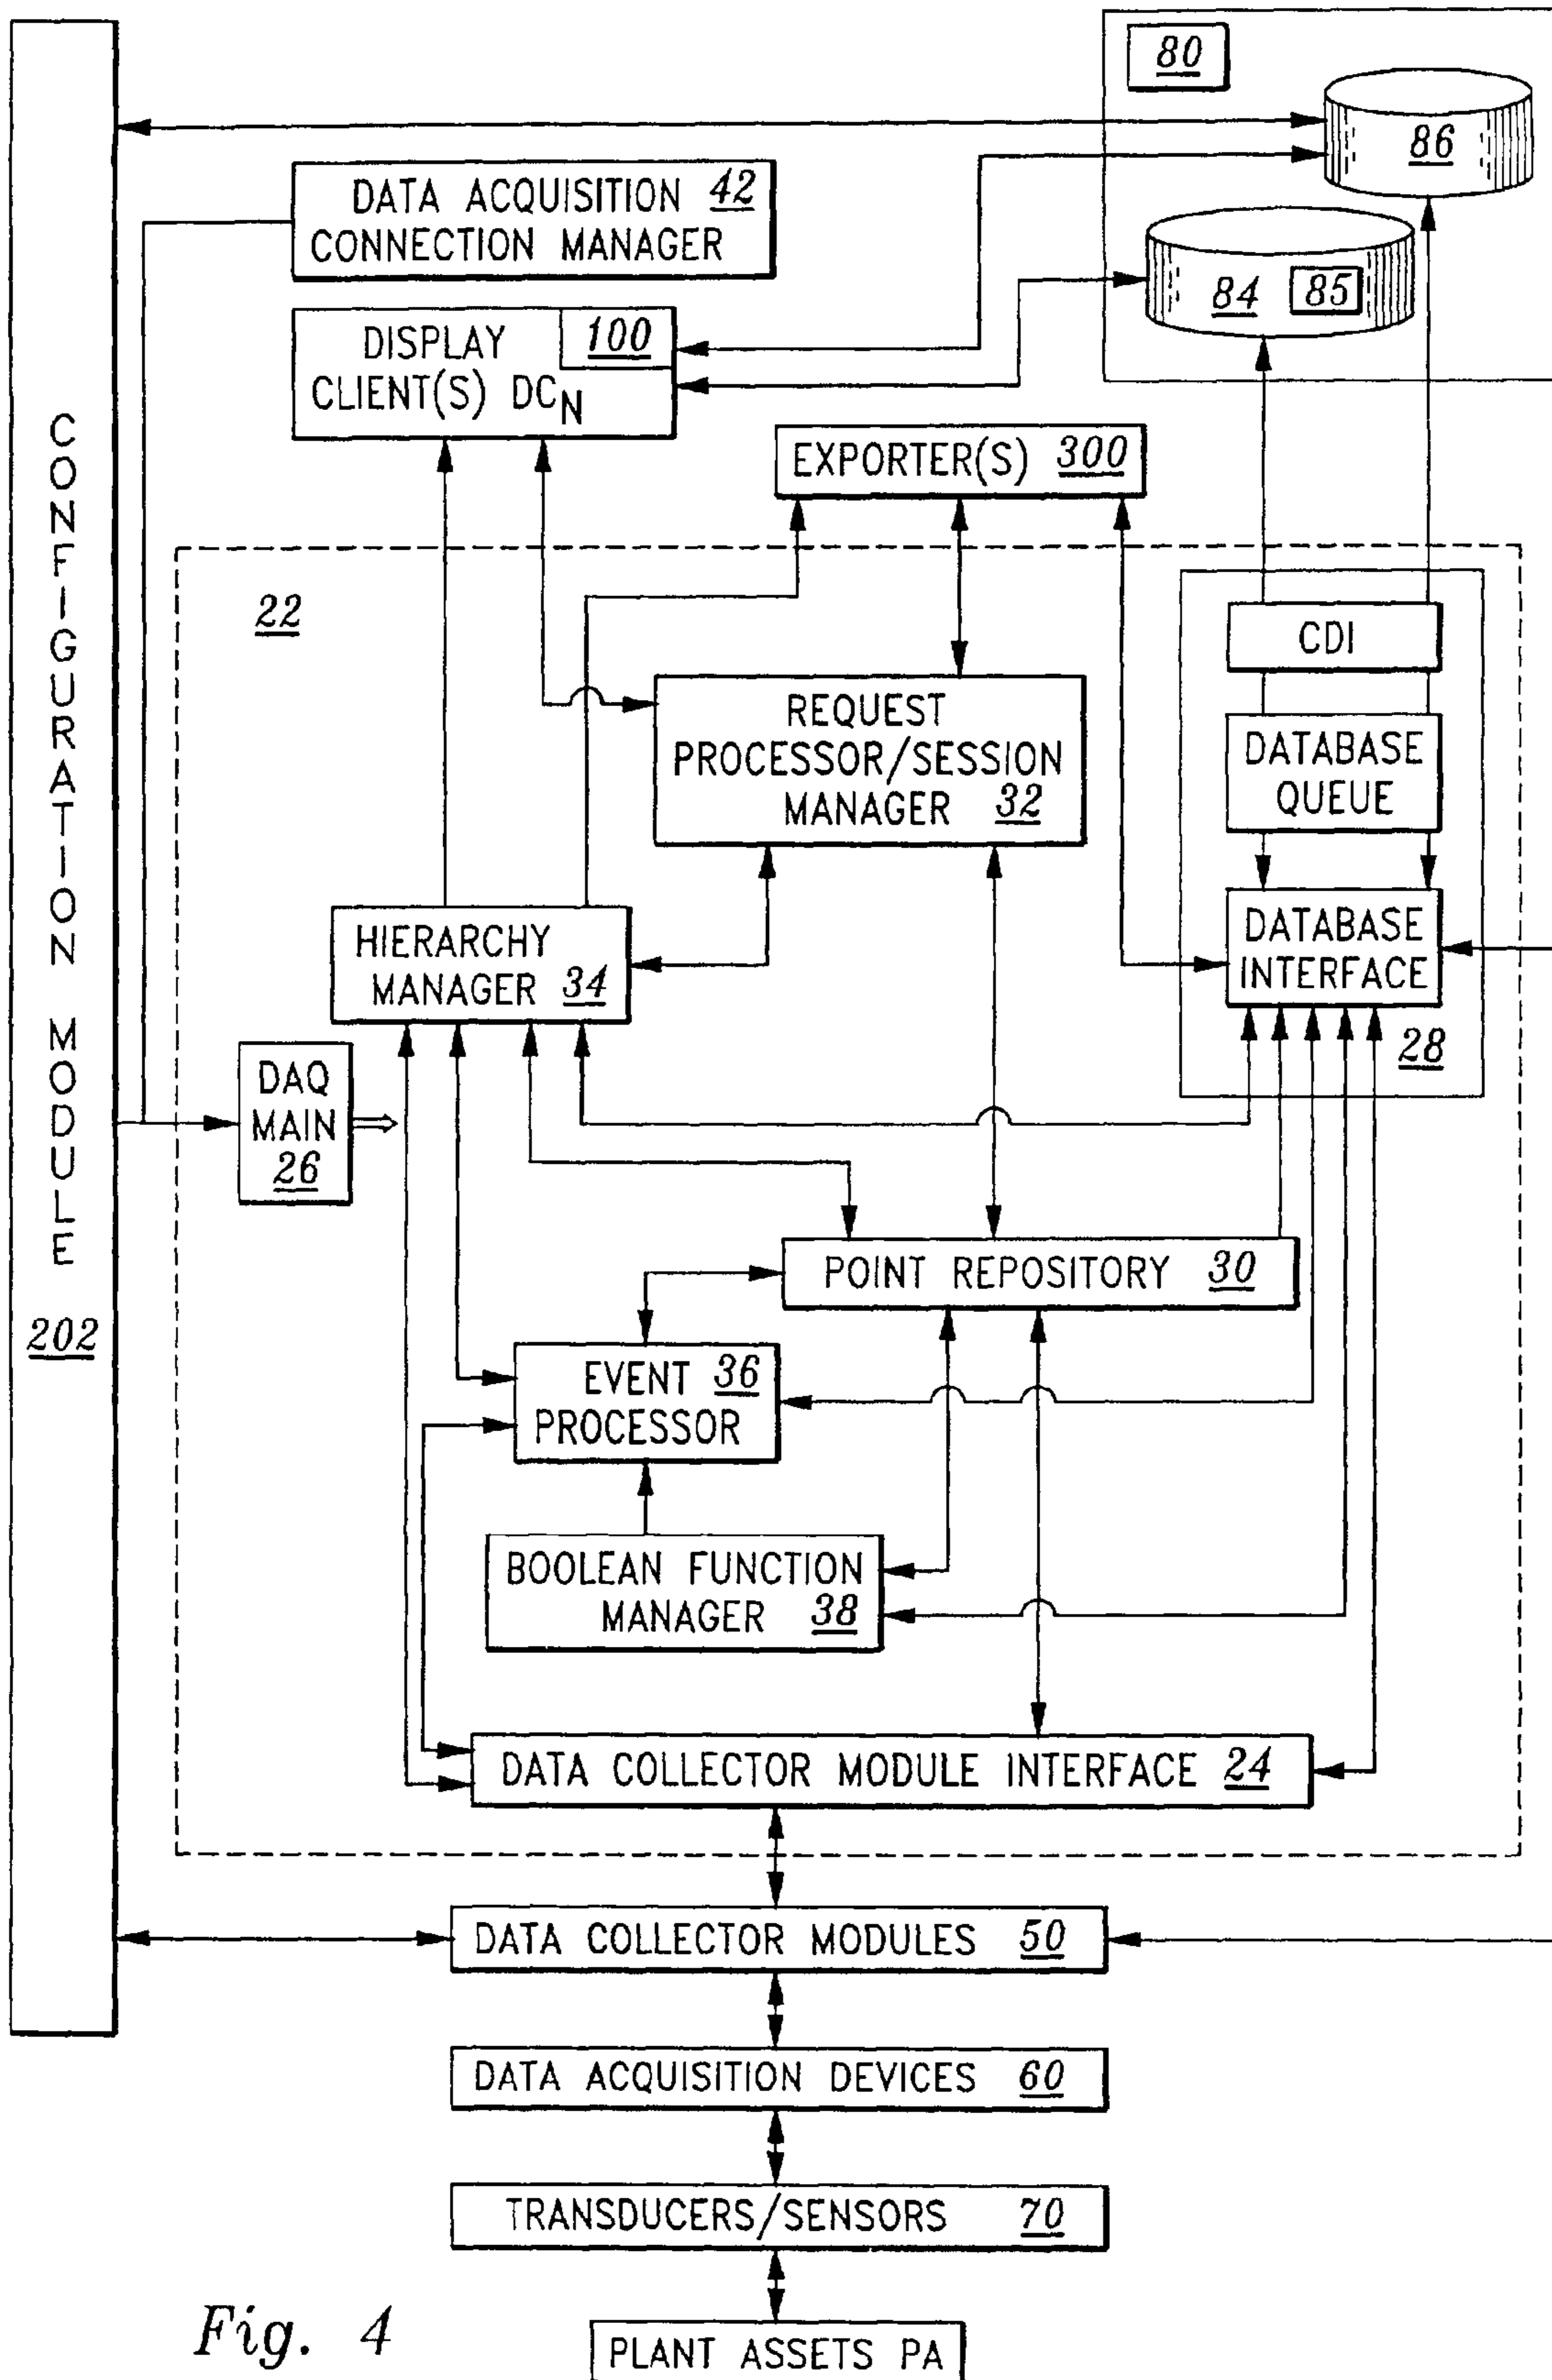 80
86
DATA ACQUISITION 42
CONNECTION MANAGER
84 85
DISPLAY 100
CLIENT(S) DCN
EXPORTER(S) 300
CONFIGURATION MODULE
202
22
CDI
REQUEST
PROCESSOR/SESSION
MANAGER 32
DATABASE
QUEUE
HIERARCHY
MANAGER 34
DATABASE
INTERFACE
28
DAQ
MAIN
26
POINT REPOSITORY 30
EVENT 36
PROCESSOR
BOOLEAN FUNCTION
MANAGER 38
DATA COLLECTOR MODULE INTERFACE 24
DATA COLLECTOR MODULES 50
DATA ACQUISITION DEVICES 60
TRANSDUCERS/SENSORS 70
Fig. 4
PLANT ASSETS PA